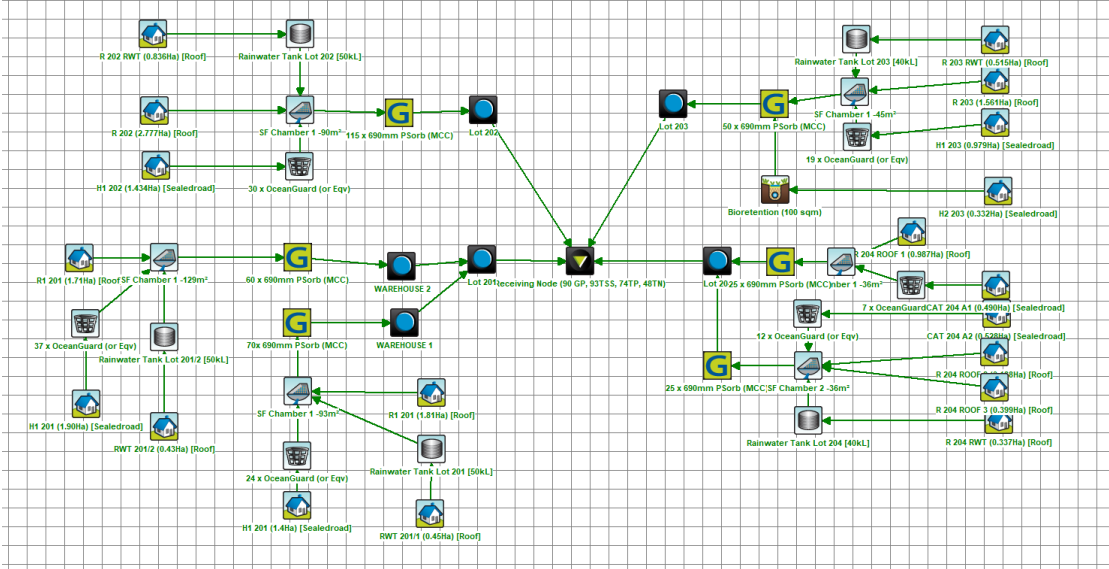 R 202 RWT (0.836Ha) [Roof]
Rainwater Tank Lot 202 [50kL]
R 202 (2.777Ha) [Roof]
SF Chamber 1 -90m²
115 x 690mm PSorb (MCC)
Lot 202
H1 202 (1.434Ha) [Sealedroad]
30 x OceanGuard (or Eqv)
Rainwater Tank Lot 203 [40kL]
R 203 RWT (0.515Ha) [Roof]
R 203 (1.561Ha) [Roof]
SF Chamber 1 -45m²
50 x 690mm PSorb (MCC)
Lot 203
H1 203 (0.979Ha) [Sealedroad]
19 x OceanGuard (or Eqv)
Bioretention (100 sqm)
H2 203 (0.332Ha) [Sealedroad]
R1 201 (1.71Ha) [Roof]
SF Chamber 1 -129m²
60 x 690mm PSorb (MCC)
WAREHOUSE 2
Lot 201
Receiving Node (90 GP, 93TSS, 74TP, 48TN)
25 x 690mm PSorb (MCC)
-36m²
204 ROOF 1 (0.987Ha) [Roof]
7 x OceanGuard
CAT 204 A1 (0.490Ha) [Sealedroad]
12 x OceanGuard (or Eqv)
CAT 204 A2 (0.528Ha) [Sealedroad]
37 x OceanGuard (or Eqv)
Rainwater Tank Lot 201/2 [50kL]
70x 690mm PSorb (MCC)
WAREHOUSE 1
R 204 ROOF
[Roof]
25 x 690mm PSorb (MCC)
SF Chamber 2 -36m²
R 204 ROOF 3 (0.399Ha) [Roof]
H1 201 (1.90Ha) [Sealedroad]
RWT 201/2 (0.43Ha) [Roof]
SF Chamber 1 -93m²
R1 201 (1.81Ha) [Roof]
Rainwater Tank Lot 204 [40kL]
R 204 RWT (0.337Ha) [Roof]
24 x OceanGuard (or Eqv)
Rainwater Tank Lot 201 [50kL]
H1 201 (1.4Ha) [Sealedroad]
RWT 201/1 (0.45Ha) [Roof]